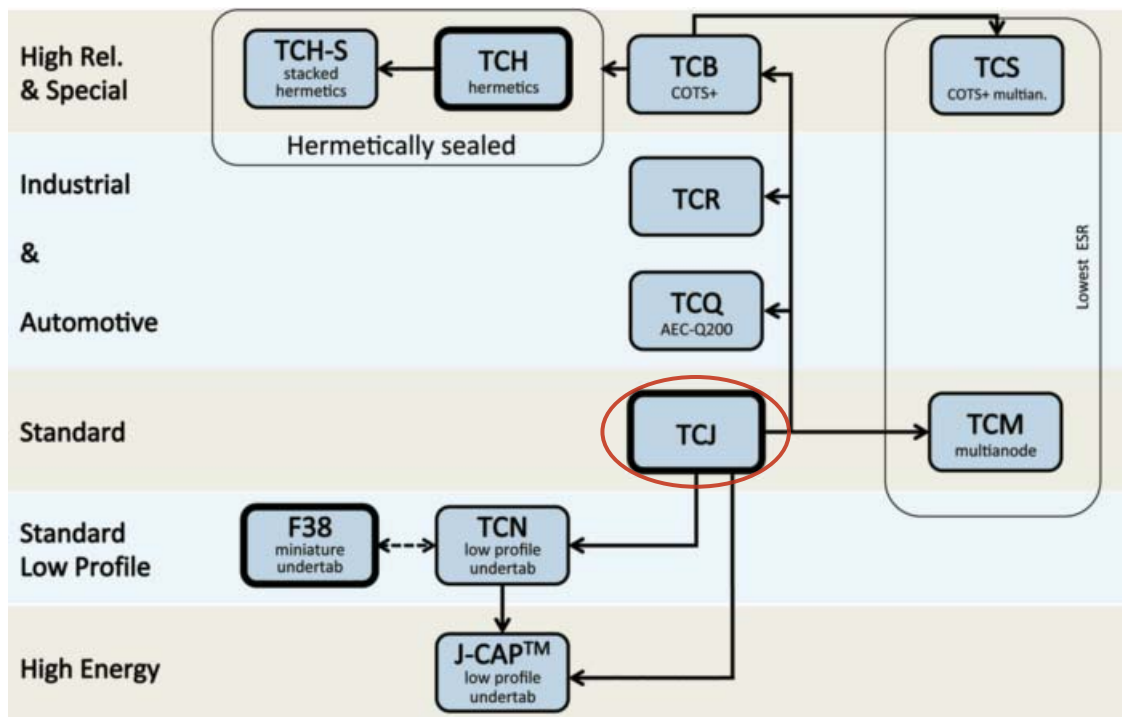 High Rel.
& Special
TCH-S
stacked
hermetics
TCH
hermetics
TCB
COTS+
TCS
COTS+ multian.
Hermetically sealed
Industrial
&
Automotive
TCR
TCQ
AEC-Q200
Lowest ESR
Standard
TCJ
TCM
multianode
Standard
Low Profile
F38
miniature
undertab
TCN
low profile
undertab
High Energy
J-CAP™
low profile
undertab